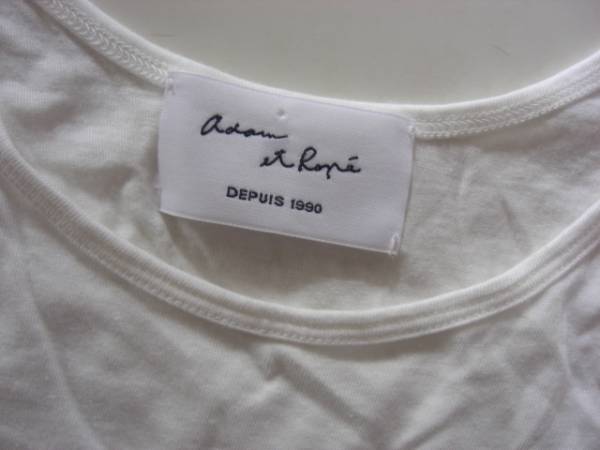 adam
et Ropé
DEPUIS 1990